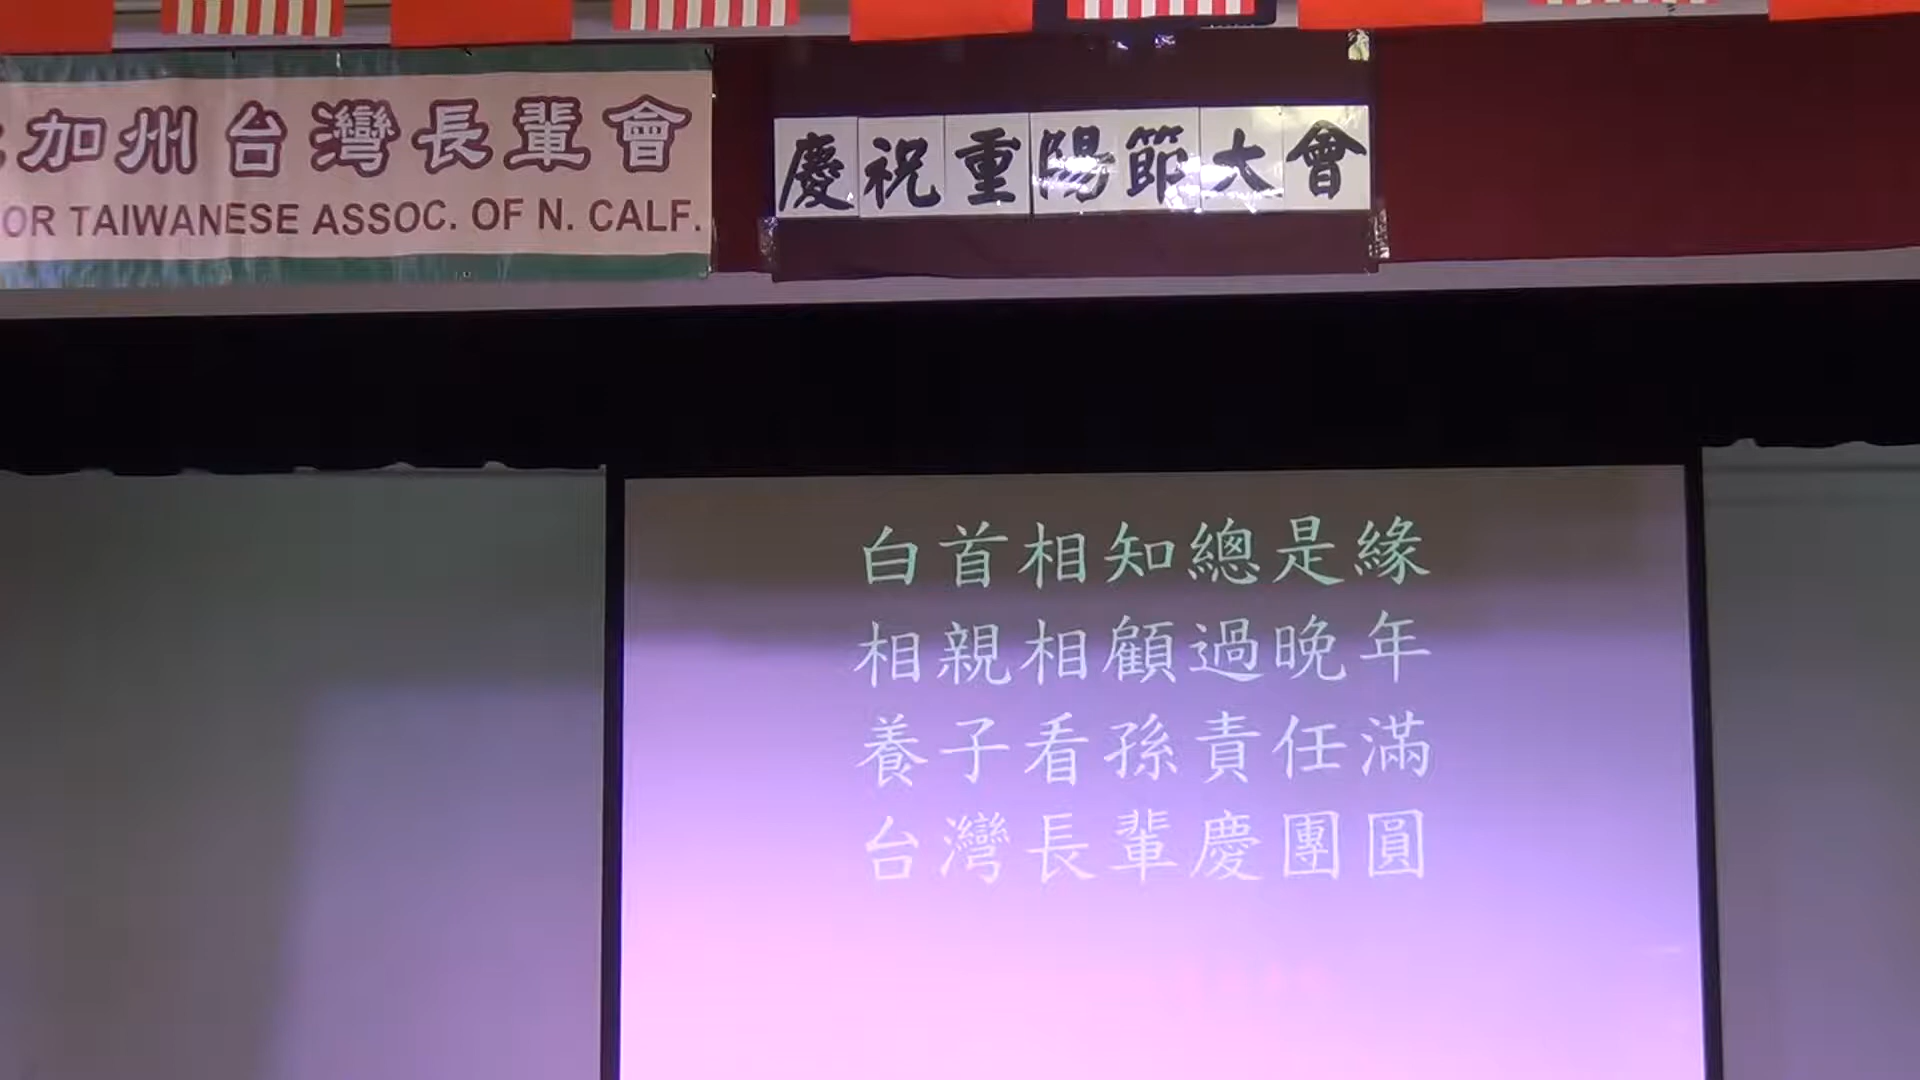 加州台灣長輩會
OR TAIWANESE ASSOC. OF N. CALF.
慶祝重陽節大會
白首相知總是緣
相親相顧過晚年
養子看孫責任滿
台灣長輩慶團圓